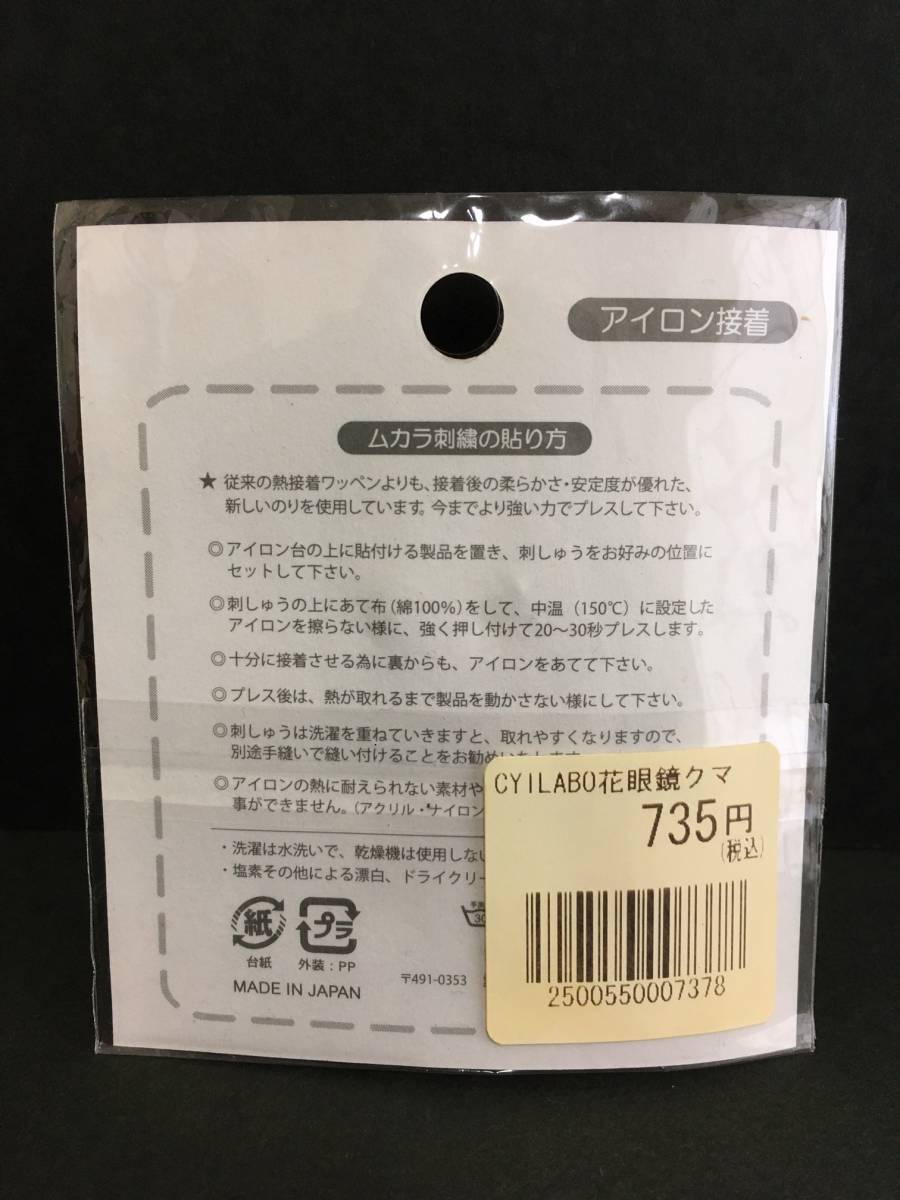 アイロン接着
ムカラ刺繍の貼り方
★ 従来の熱接着ワッペンよりも、接着後の柔らかさ・安定度が優れた、
新しいのりを使用しています。今までより強い力でプレスして下さい。
◎アイロン台の上に貼付ける製品を置き、刺しゅうをお好みの位置に
セットして下さい。
◎刺しゅうの上にあて布(綿100%)をして、中温(150℃)に設定した
アイロンを擦らない様に、強く押し付けて20〜30秒プレスします。
◎十分に接着させる為に裏からも、アイロンをあてて下さい。
◎プレス後は、熱が取れるまで製品を動かさない様にして下さい。
◎刺しゅうは洗濯を重ねていきますと、取れやすくなりますので、
別途手縫いで縫い付けることをお勧め
◎アイロンの熱に耐えられない素材や
事ができません。(アクリル・ナイロン
・洗濯は水洗いで、乾燥機は使用しない
・塩素その他による漂白、ドライクリー
紙 プラ
台紙 外装:PP
MADE IN JAPAN
〒491-0353
CYILABO花眼鏡クマ
735円
(税込)
2500550007378